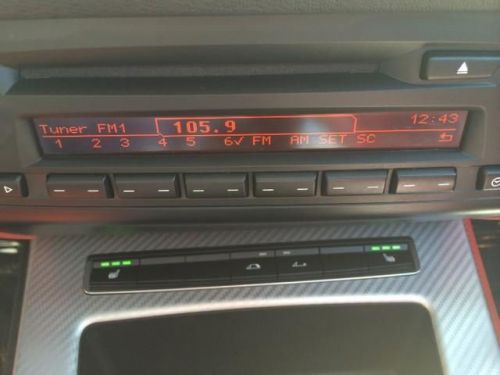 Tuner FM1 105.9 12:43
1 2 3 4 5 6✓ FM AM SET SC